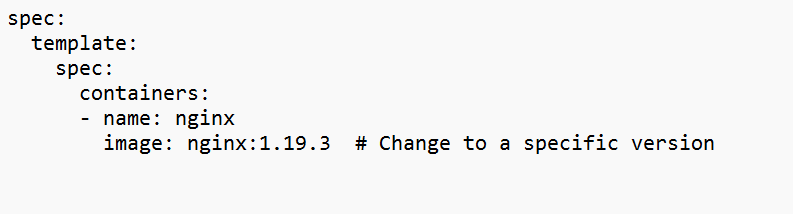 spec:
  template:
    spec:
      containers:
      - name: nginx
        image: nginx:1.19.3  # Change to a specific version